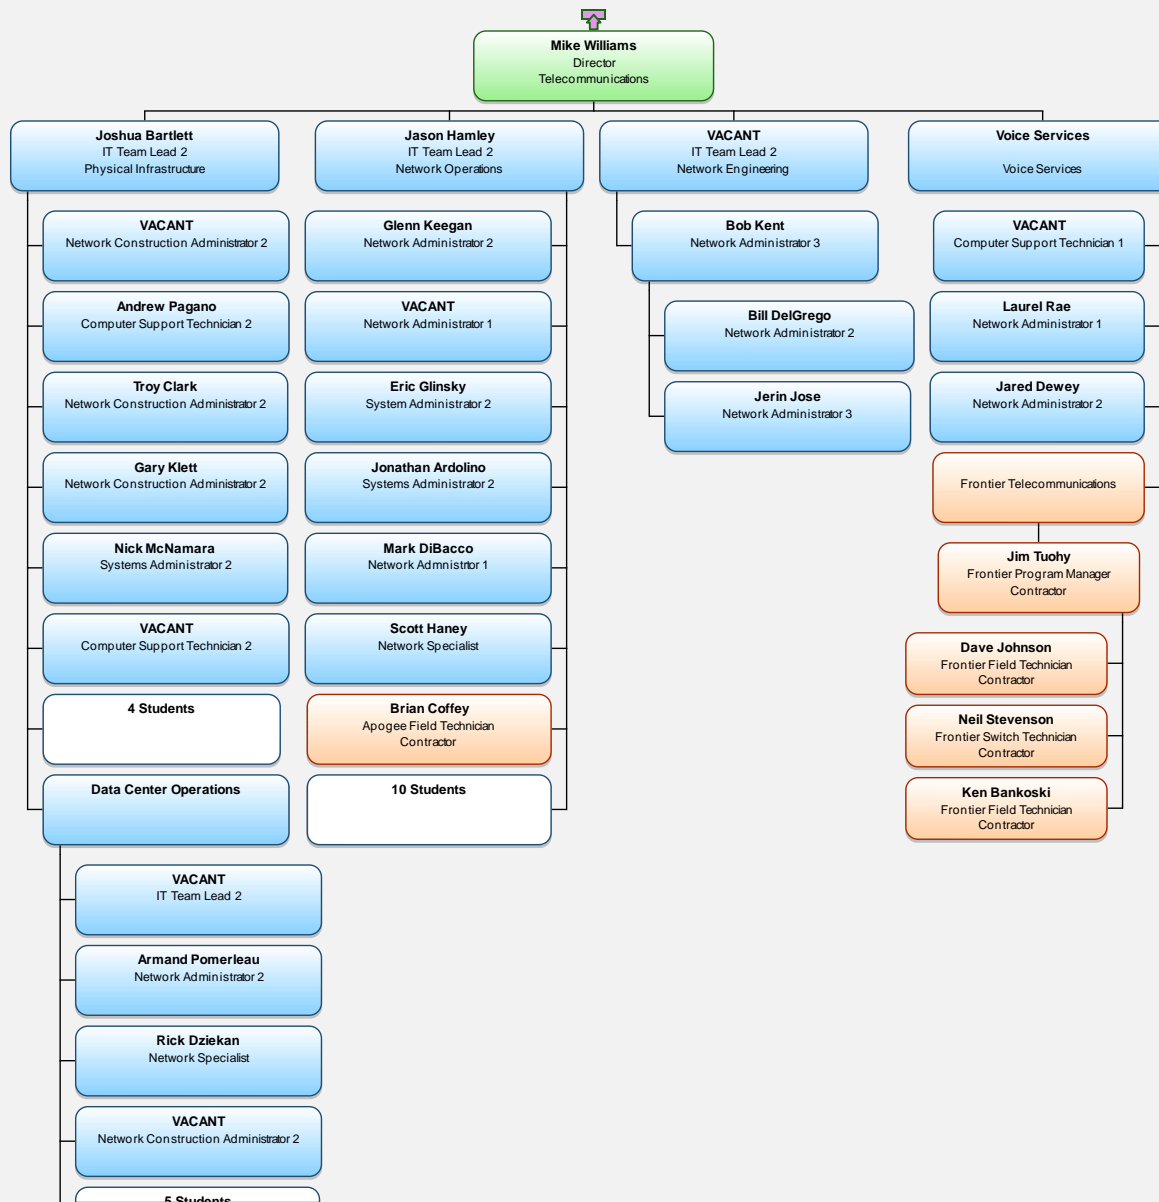 Mike Williams
Director
Telecommunications
Joshua Bartlett
IT Team Lead 2
Physical Infrastructure
Jason Hamley
IT Team Lead 2
Network Operations
VACANT
IT Team Lead 2
Network Engineering
Voice Services
Voice Services
VACANT
Network Construction Administrator 2
Andrew Pagano
Computer Support Technician 2
Troy Clark
Network Construction Administrator 2
Gary Klett
Network Construction Administrator 2
Nick McNamara
Systems Administrator 2
VACANT
Computer Support Technician 2
4 Students
Data Center Operations
VACANT
IT Team Lead 2
Armand Pomerleau
Network Administrator 2
Rick Dziekan
Network Specialist
VACANT
Network Construction Administrator 2
5 Students
Glenn Keegan
Network Administrator 2
VACANT
Network Administrator 1
Eric Glinsky
System Administrator 2
Jonathan Ardolino
Systems Administrator 2
Mark DiBacco
Network Admnistrtor 1
Scott Haney
Network Specialist
Brian Coffey
Apogee Field Technician
Contractor
10 Students
Bob Kent
Network Administrator 3
Bill DelGrego
Network Administrator 2
Jerin Jose
Network Administrator 3
VACANT
Computer Support Technician 1
Laurel Rae
Network Administrator 1
Jared Dewey
Network Administrator 2
Frontier Telecommunications
Jim Tuohy
Frontier Program Manager
Contractor
Dave Johnson
Frontier Field Technician
Contractor
Neil Stevenson
Frontier Switch Technician
Contractor
Ken Bankoski
Frontier Field Technician
Contractor